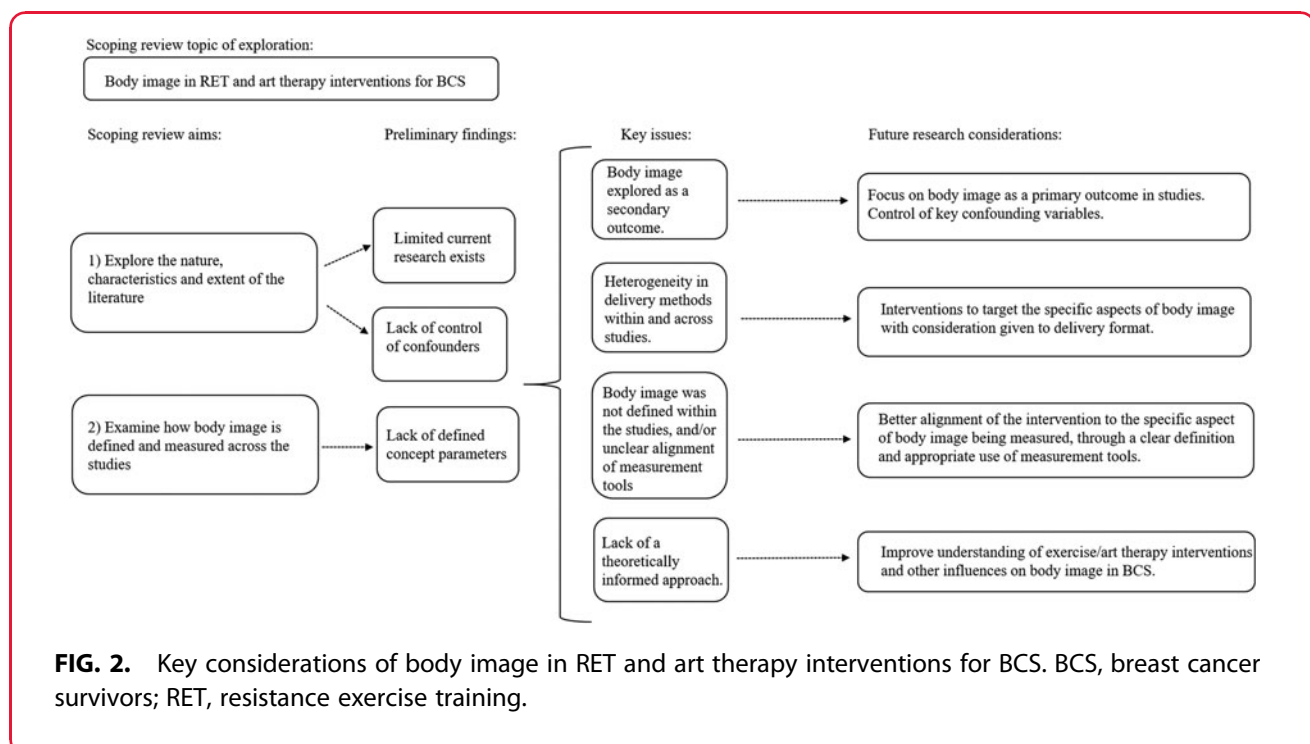 Scoping review topic of exploration:
Body image in RET and art therapy interventions for BCS
Scoping review aims:
Preliminary findings:
Key issues:
Future research considerations:
1) Explore the nature,
characteristics and extent of the
literature
2) Examine how body image is
defined and measured across the
studies
Limited current
research exists
Lack of control
of confounders
Lack of defined
concept parameters
Body image
explored as a
secondary
outcome.
Heterogeneity in
delivery methods
within and across
studies.
Body image was
not defined within
the studies, and/or
unclear alignment
of measurement
tools
Lack of a
theoretically
informed approach.
Focus on body image as a primary outcome in studies.
Control of key confounding variables.
Interventions to target the specific aspects of body image
with consideration given to delivery format.
Better alignment of the intervention to the specific aspect
of body image being measured, through a clear definition
and appropriate use of measurement tools.
Improve understanding of exercise/art therapy interventions
and other influences on body image in BCS.
FIG. 2. Key considerations of body image in RET and art therapy interventions for BCS. BCS, breast cancer
survivors; RET, resistance exercise training.